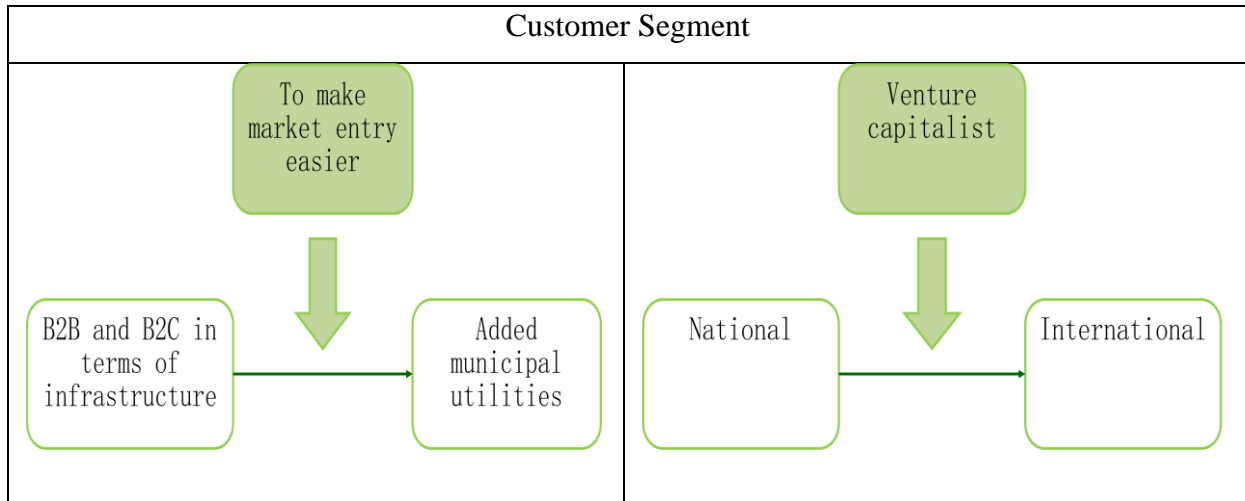 Customer Segment
To make
market entry
easier
B2B and B2C in
terms of
infrastructure
Added
municipal
utilities
Venture
capitalist
National
International